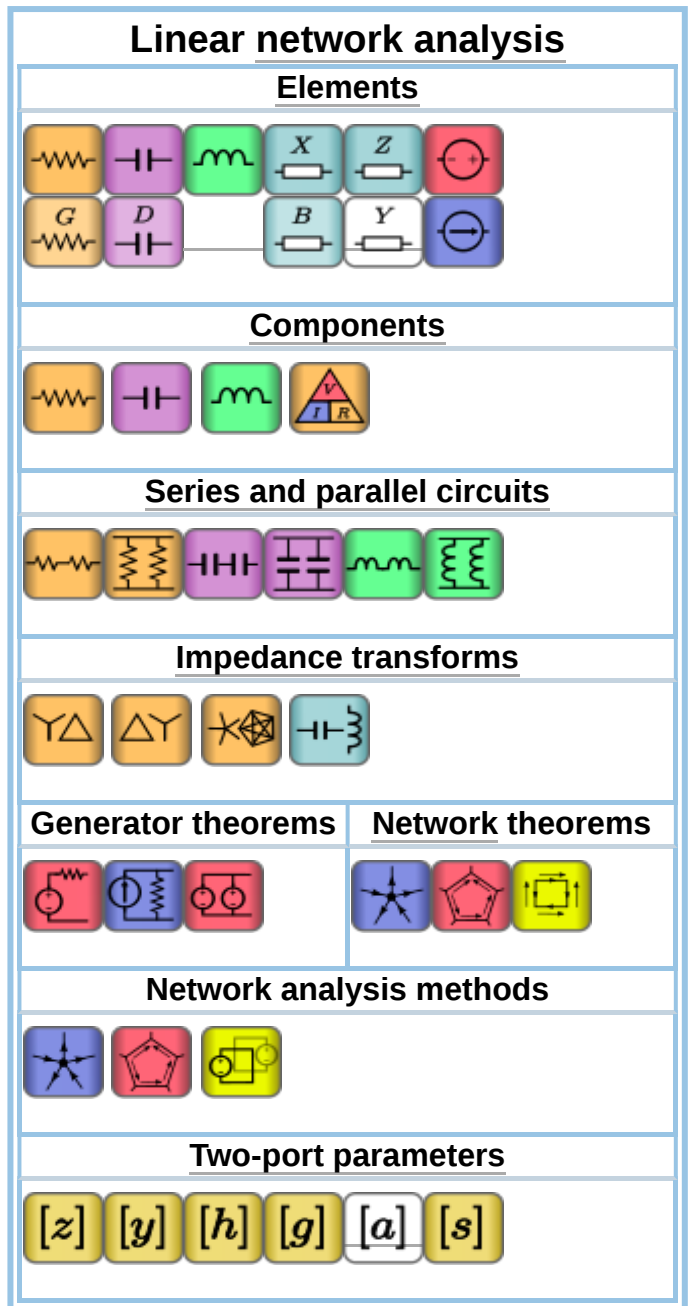 Linear network analysis
Elements
X Z
- +
G D B Y
Components
V
I R
Series and parallel circuits
Impedance transforms
Generator theorems Network theorems
Network analysis methods
Two-port parameters
[z] [y] [h] [g] [a] [s]